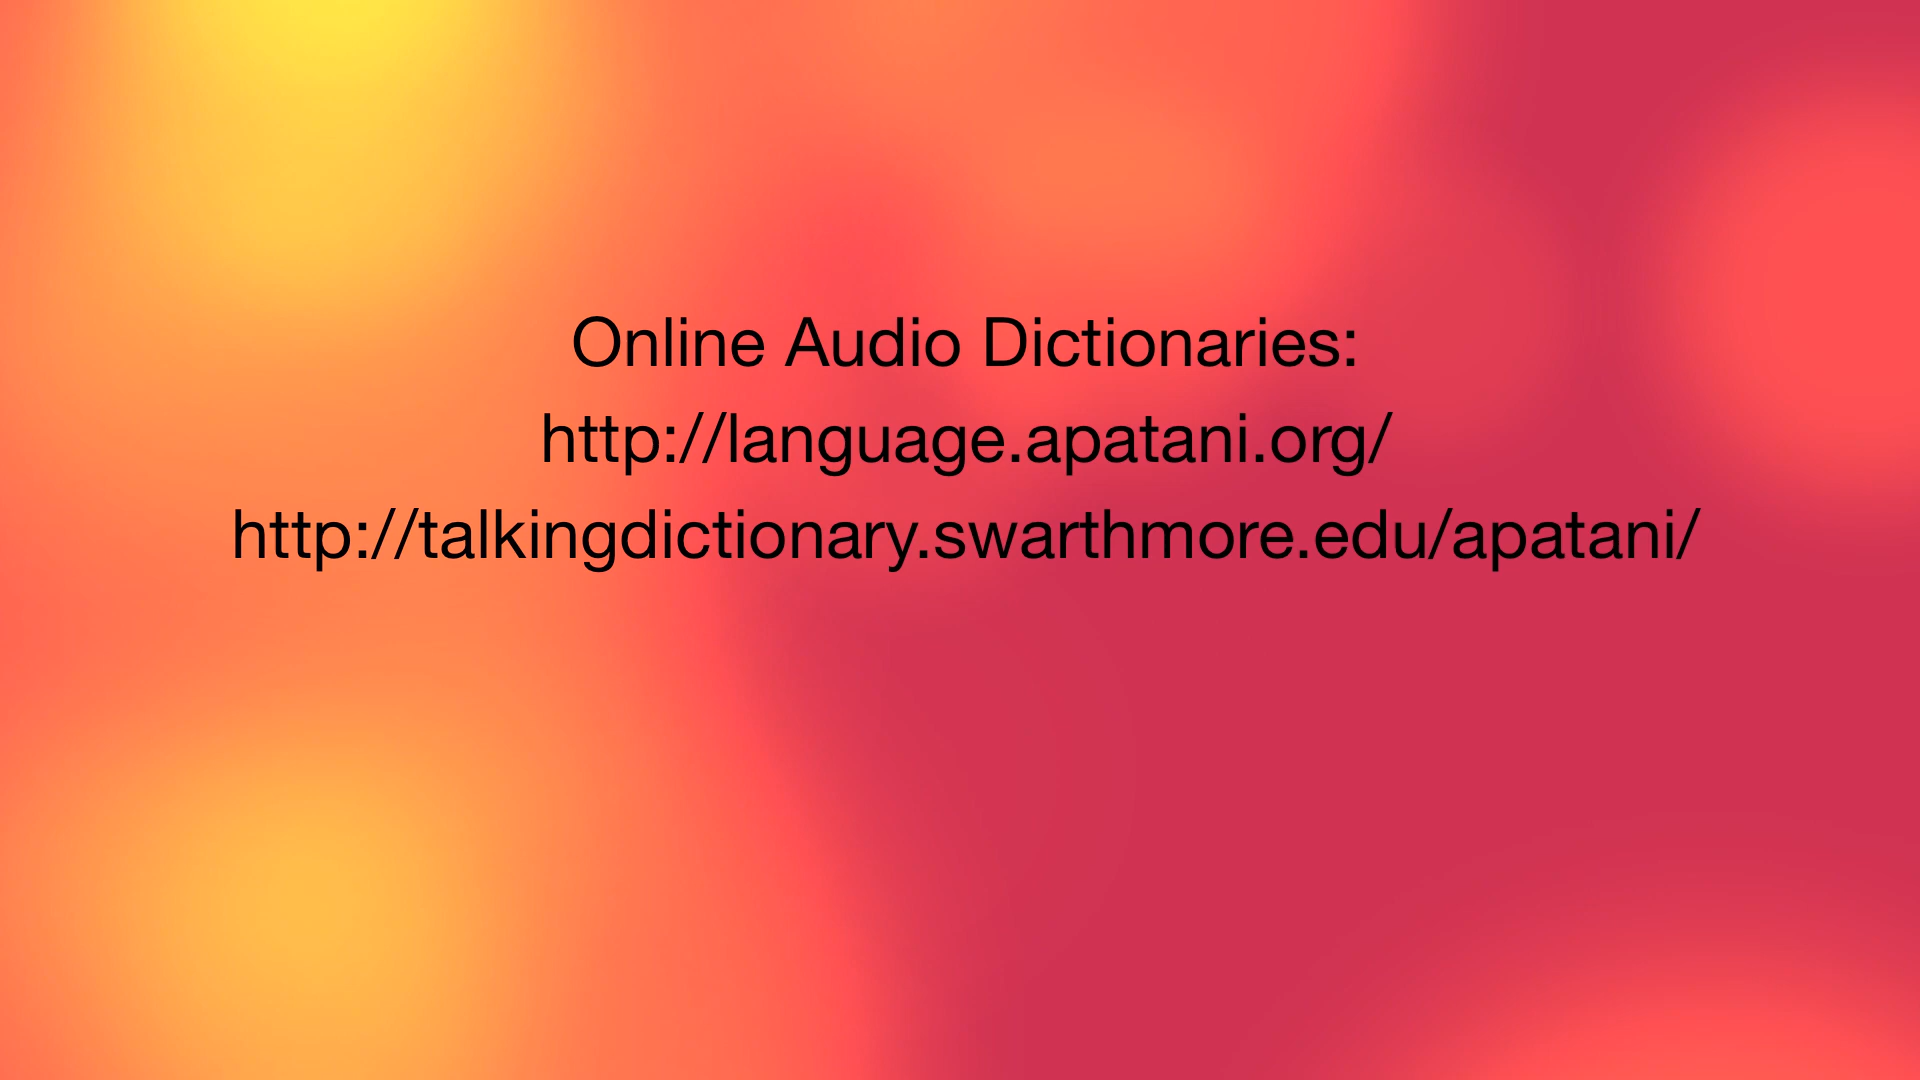 Online Audio Dictionaries:
http://language.apatani.org/
http://talkingdictionary.swarthmore.edu/apatani/